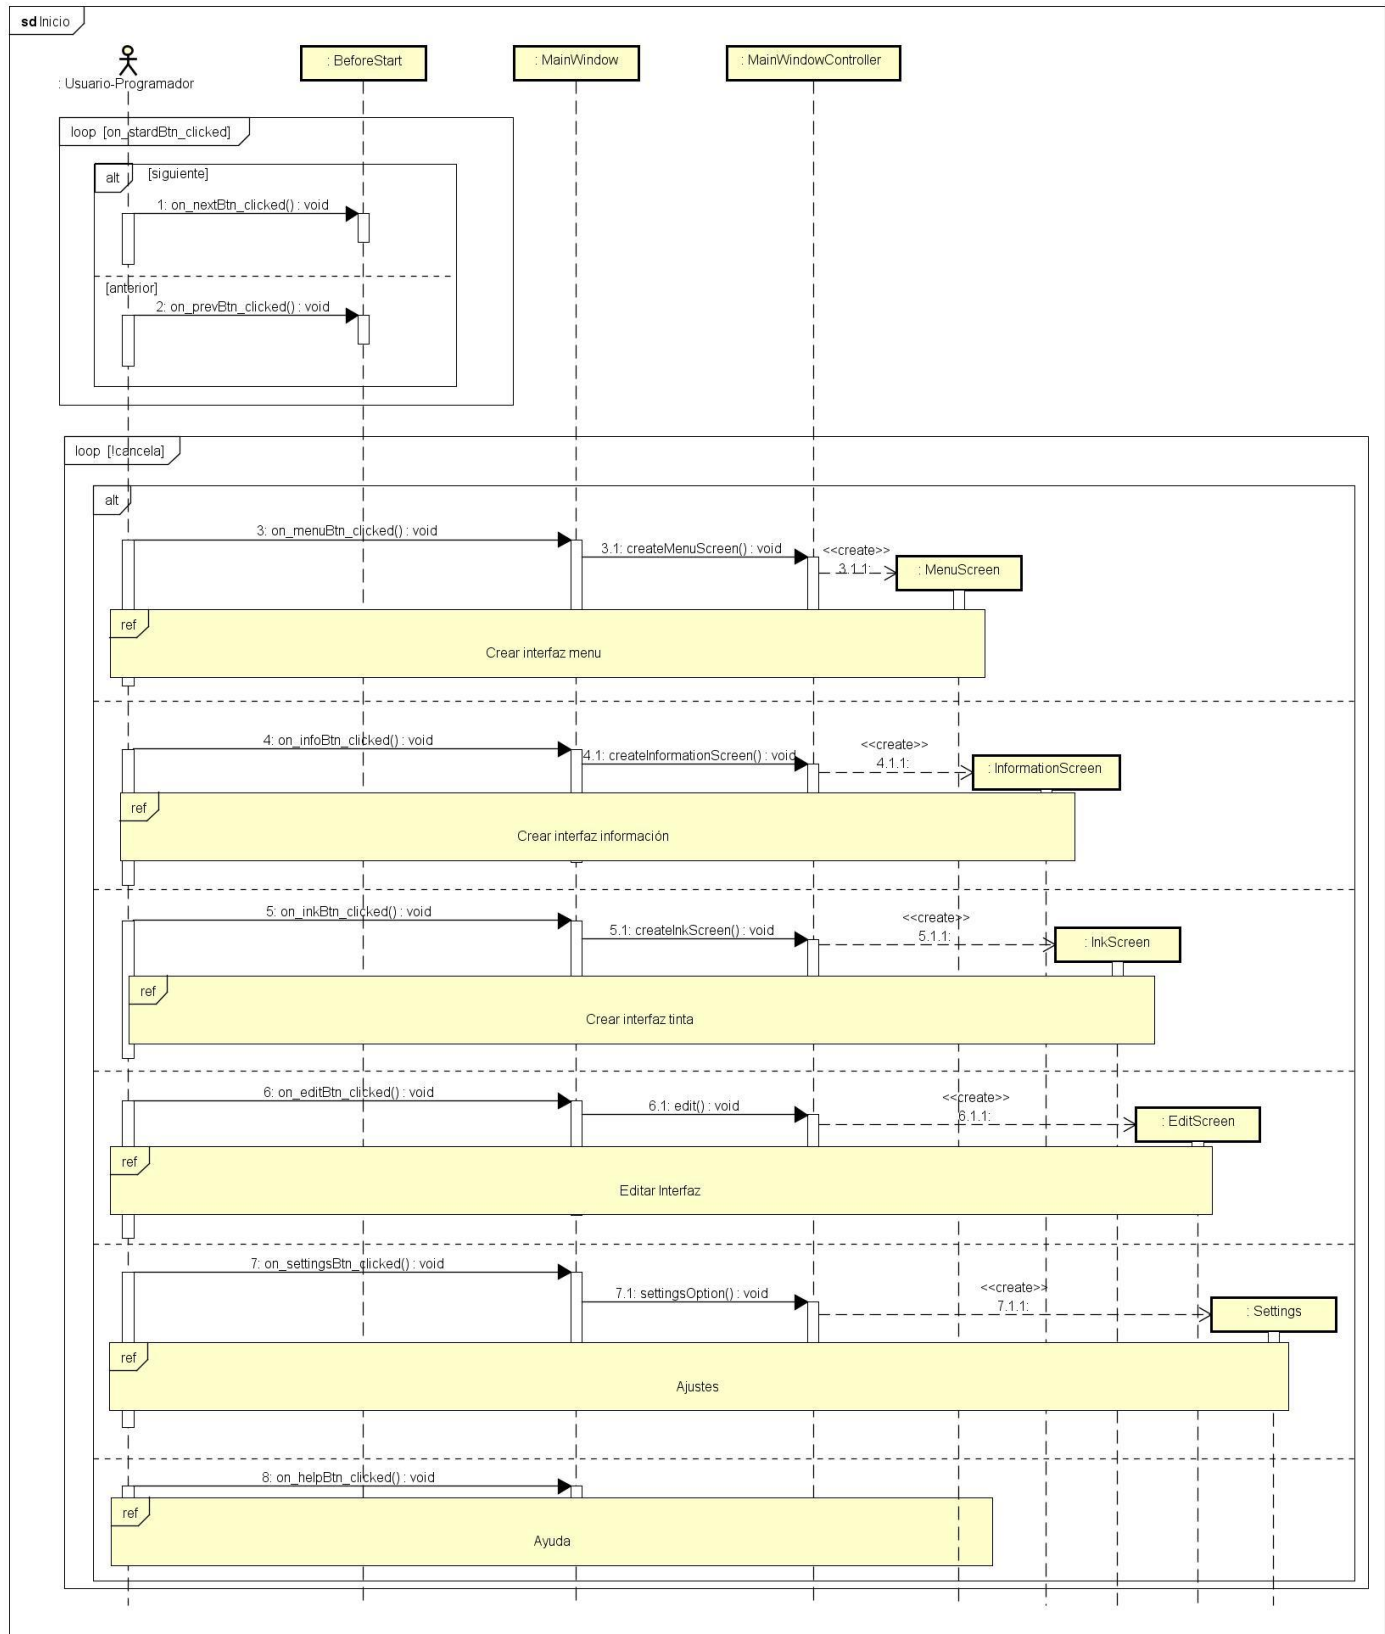 sd Inicio
: Usuario-Programador
: BeforeStart
: MainWindow
: MainWindowController
loop [on_stardBtn_clicked]
alt
[siguiente]
1: on_nextBtn_clicked() : void
[anterior]
2: on_prevBtn_clicked() : void
loop [!cancela]
alt
3: on_menuBtn_clicked() : void
3.1: createMenuScreen() : void
<<create>>
3.1.1:
: MenuScreen
ref
Crear interfaz menu
4: on_infoBtn_clicked() : void
4.1: createInformationScreen() : void
<<create>>
4.1.1:
: InformationScreen
ref
Crear interfaz información
5: on_inkBtn_clicked() : void
5.1: createInkScreen() : void
<<create>>
5.1.1:
: InkScreen
ref
Crear interfaz tinta
6: on_editBtn_clicked() : void
6.1: edit() : void
<<create>>
6.1.1:
: EditScreen
ref
Editar Interfaz
7: on_settingsBtn_clicked() : void
7.1: settingsOption() : void
<<create>>
7.1.1:
: Settings
ref
Ajustes
8: on_helpBtn_clicked() : void
ref
Ayuda